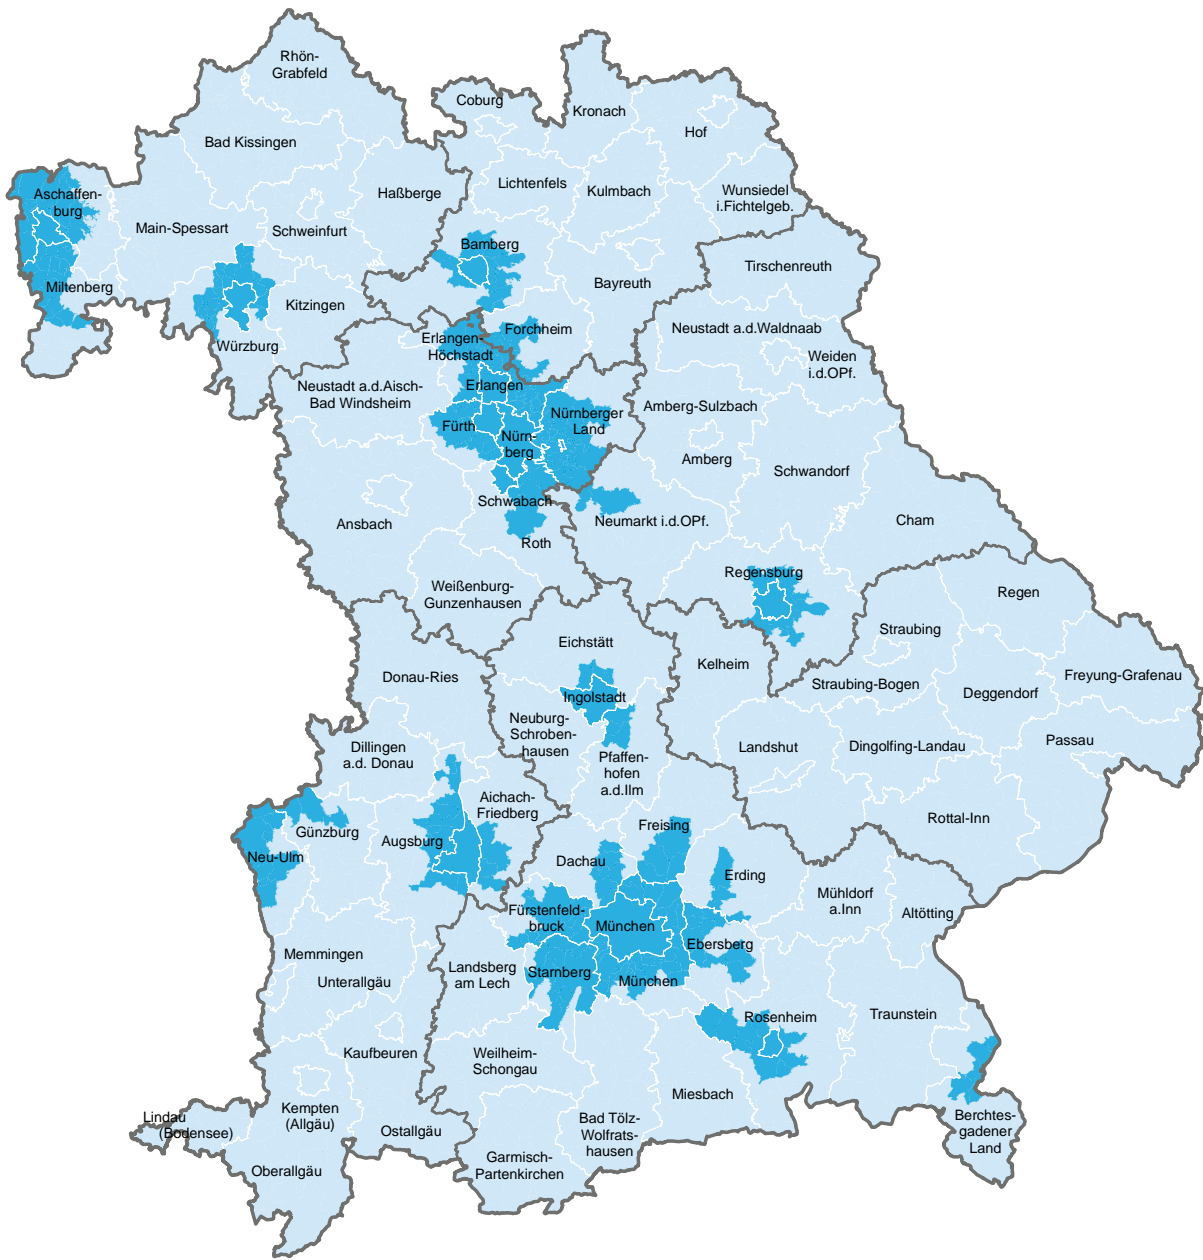 Rhön-
Grabfeld
Coburg
Kronach
Hof
Bad Kissingen
Lichtenfels
Kulmbach
Wunsiedel
i.Fichtelgeb.
Haßberge
Aschaffen-
burg
Main-Spessart
Schweinfurt
Bamberg
Tirschenreuth
Bayreuth
Miltenberg
Kitzingen
Würzburg
Forchheim
Erlangen-
Höchstadt
Neustadt a.d.Waldnaab
Weiden
i.d.OPf.
Neustadt a.d.Aisch-
Bad Windsheim
Erlangen
Nürnberger
Land
Amberg-Sulzbach
Fürth
Nürn-
berg
Amberg
Schwandorf
Schwabach
Ansbach
Neumarkt i.d.OPf.
Cham
Roth
Regensburg
Weißenburg-
Gunzenhausen
Regen
Straubing
Eichstätt
Kelheim
Donau-Ries
Freyung-Grafenau
Straubing-Bogen
Deggendorf
Ingolstadt
Neuburg-
Schroben-
hausen
Dillingen
a.d. Donau
Landshut
Dingolfing-Landau
Passau
Pfaffen-
hofen
a.d.Ilm
Aichach-
Friedberg
Rottal-Inn
Freising
Günzburg
Augsburg
Neu-Ulm
Dachau
Erding
Mühldorf
a.Inn
Altötting
Fürstenfeld-
bruck
München
Ebersberg
Memmingen
Landsberg
am Lech
Starnberg
München
Unterallgäu
Rosenheim
Traunstein
Kaufbeuren
Weilheim-
Schongau
Miesbach
Lindau
(Bodensee)
Kempten
(Allgäu)
Ostallgäu
Bad Tölz-
Wolfrats-
hausen
Berchtes-
gadener
Land
Oberallgäu
Garmisch-
Partenkirchen